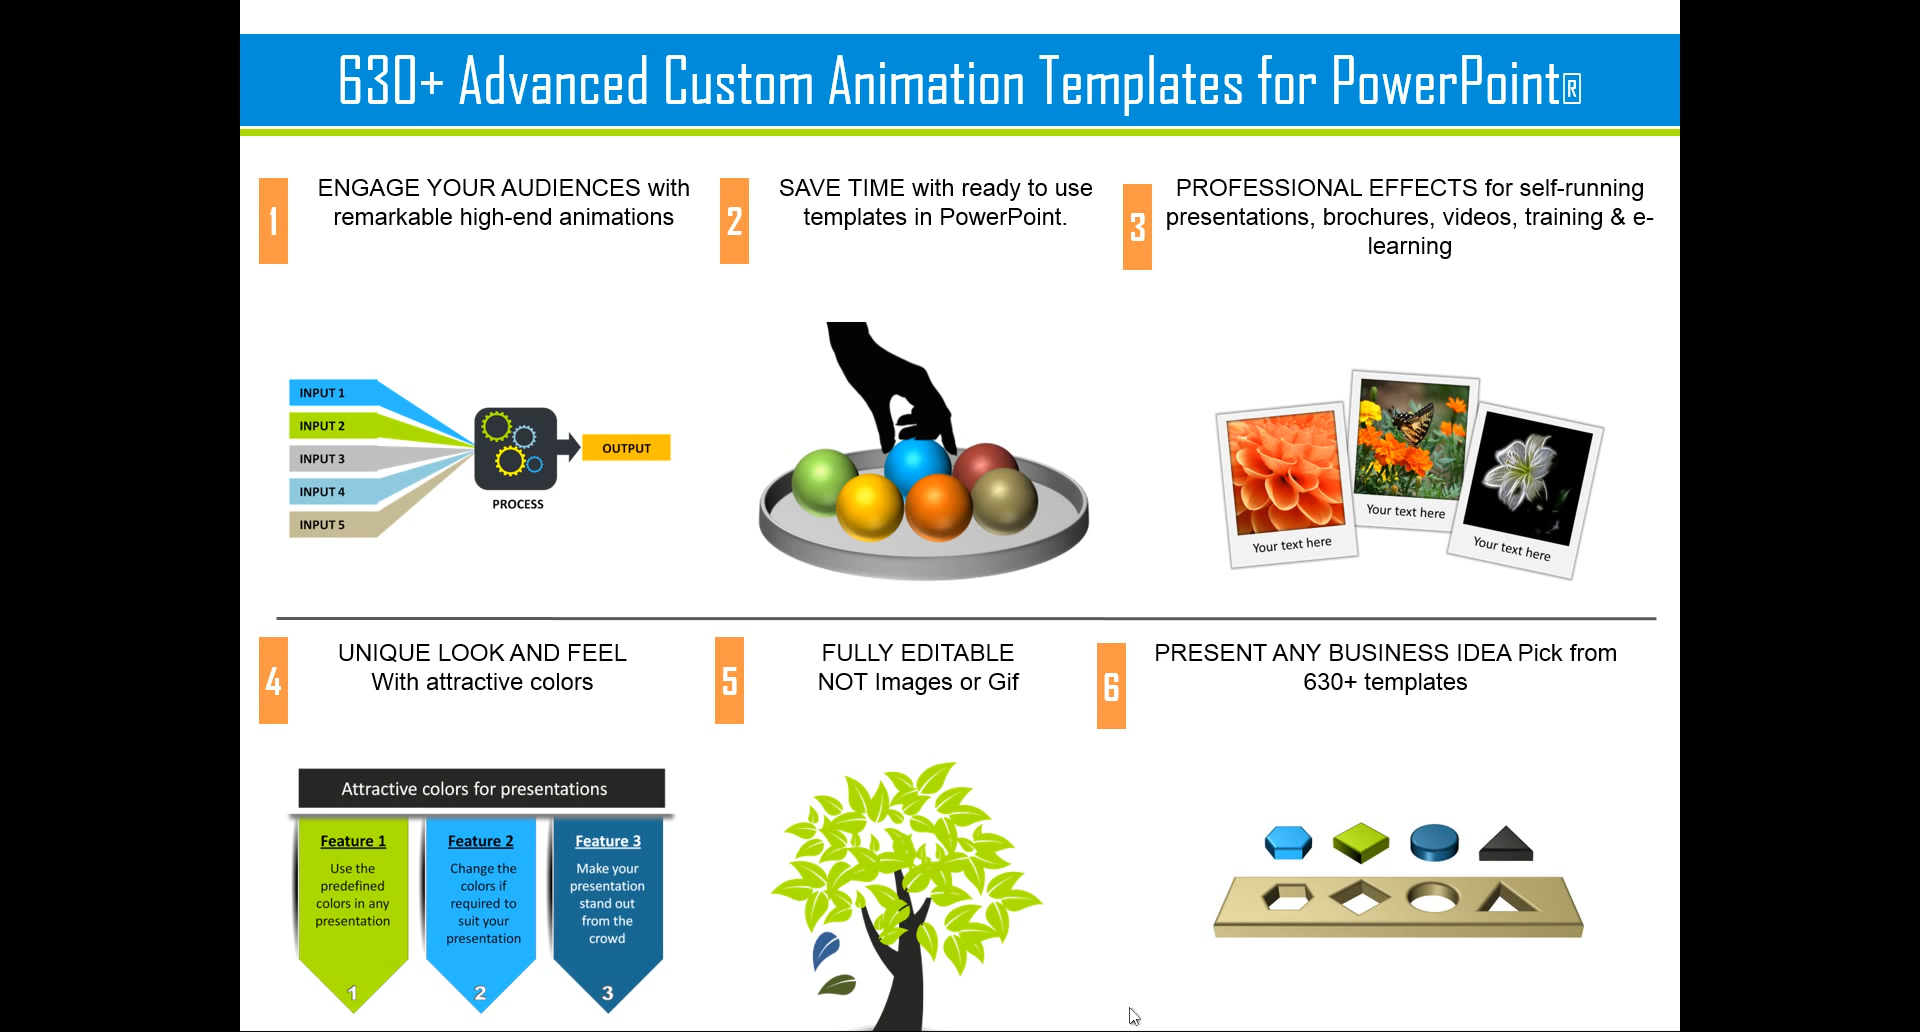 630+ Advanced Custom Animation Templates for PowerPoint®
1
ENGAGE YOUR AUDIENCES with
remarkable high-end animations
2
SAVE TIME with ready to use
templates in PowerPoint.
3
PROFESSIONAL EFFECTS for self-running
presentations, brochures, videos, training & e-
learning
INPUT 1
INPUT 2
INPUT 3
INPUT 4
INPUT 5
PROCESS
OUTPUT
Your text here
Your text here
Your text here
4
UNIQUE LOOK AND FEEL
With attractive colors
5
FULLY EDITABLE
NOT Images or Gif
6
PRESENT ANY BUSINESS IDEA Pick from
630+ templates
Attractive colors for presentations
Feature 1
Use the
predefined
colors in any
presentation
1
Feature 2
Change the
colors if
required to
suit your
presentation
2
Feature 3
Make your
presentation
stand out
from the
crowd
3